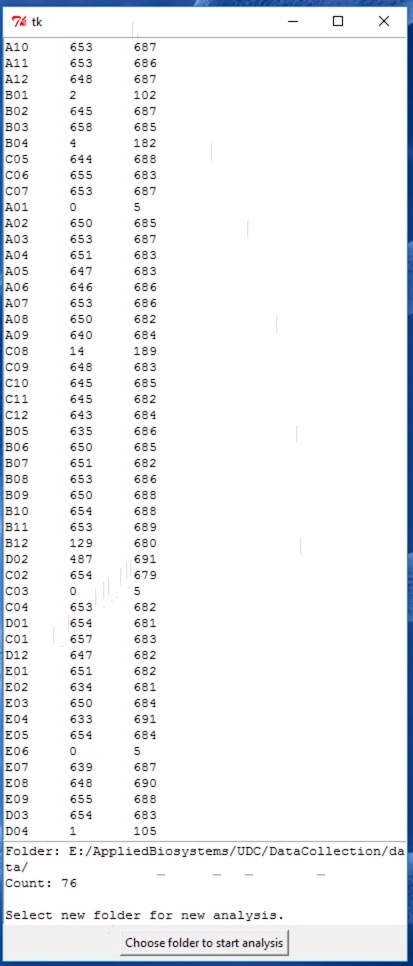 tk
A10 653 687
A11 653 686
A12 648 687
B01 2 102
B02 645 687
B03 658 685
B04 4 182
C05 644 688
C06 655 683
C07 653 687
A01 0 5
A02 650 685
A03 653 687
A04 651 683
A05 647 683
A06 646 686
A07 653 686
A08 650 682
A09 640 684
C08 14 189
C09 648 683
C10 645 685
C11 645 682
C12 643 684
B05 635 686
B06 650 685
B07 651 682
B08 653 686
B09 650 688
B10 654 688
B11 653 689
B12 129 680
D02 487 691
C02 654 679
C03 0 5
C04 653 682
D01 654 681
C01 657 683
D12 647 682
E01 651 682
E02 634 681
E03 650 684
E04 633 691
E05 654 684
E06 0 5
E07 639 687
E08 648 690
E09 655 688
D03 654 683
D04 1 105
Folder: E:/AppliedBiosystems/UDC/DataCollection/da
ta/
Count: 76
Select new folder for new analysis.
Choose folder to start analysis